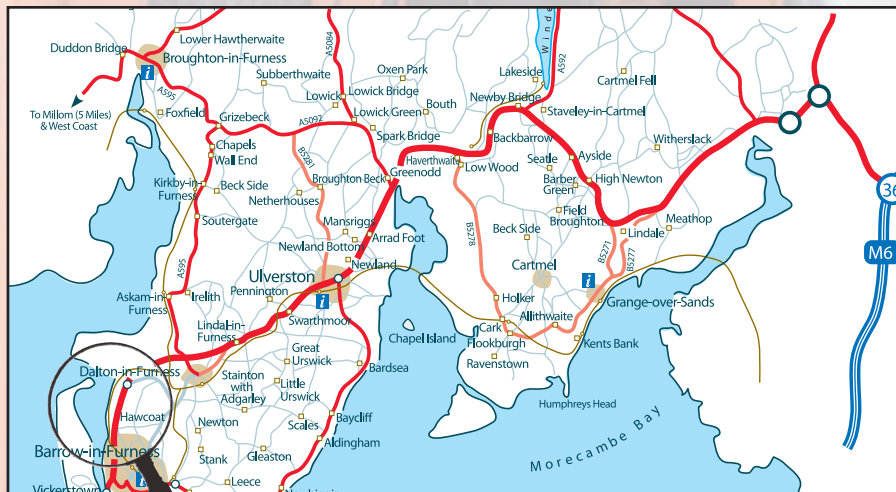 Lower Hawthwaite
Duddon Bridge
Broughton-in-Furness
i
A595
To Millom (5 Miles)
& West Coast
Foxfield
Grizebeck
Chapels
Wall End
Kirkby-in-
Furness
Beck Side
Soutergate
A595
Askam-in-
Furness
Ireleth
Lindal-in-
Furness
Dalton-in-Furness
Hawcoat
Barrow-in-Furness
i
Vickerstown
A5084
Subberthwaite
Oxen Park
Lowick
Lowick Bridge
Lowick Green
Bouth
A5092
Spark Bridge
B5281
Broughton Beck
Greenodd
Netherhouses
Mansriggs
Arrad Foot
Newland Bottom
Newland
Ulverston
i
Pennington
Swarthmoor
Great
Urswick
Little
Urswick
Stainton
with
Adgarley
Bardsea
Scales
Baycliff
Aldingham
Newton
Gleaston
Stank
Leece
Chapel Island
Winde
A592
Lakeside
Cartmel Fell
Newby Bridge
Staveley-in-Cartmel
Backbarrow
Haverthwaite
Low Wood
Seatle
Ayside
Witherslack
Barber
Green
High Newton
B5278
Field
Broughton
Beck Side
Lindale
Meathop
B5271
B5277
Cartmel
i
Grange-over-Sands
Holker
Allithwaite
Cark
Flookburgh
Kents Bank
Ravenstown
Humphreys Head
Morecambe Bay
36
M6